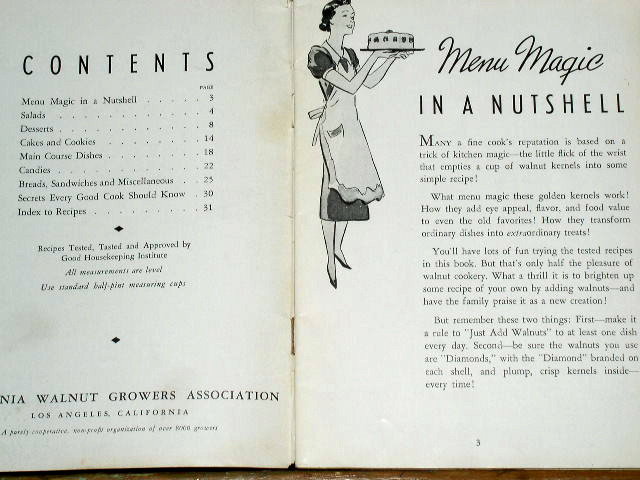 CONTENTS
PAGE
Menu Magic in a Nutshell . . . . . 3
Salads . . . . . . . . . . . . 4
Desserts . . . . . . . . . . . 8
Cakes and Cookies . . . . . . . . 14
Main Course Dishes . . . . . . . . 18
Candies . . . . . . . . . . . 22
Breads, Sandwiches and Miscellaneous . . . 25
Secrets Every Good Cook Should Know . 30
Index to Recipes . . . . . . . . . 31
Recipes Tested, Tasted and Approved by
Good Housekeeping Institute
All measurements are level
Use standard half-pint measuring cups
NIA WALNUT GROWERS ASSOCIATION
LOS ANGELES, CALIFORNIA
A purely cooperative, non-profit organization of over 8000 growers
Menu Magic
IN A NUTSHELL
MANY a fine cook's reputation is based on a
trick of kitchen magic—the little flick of the wrist
that empties a cup of walnut kernels into some
simple recipe!
What menu magic these golden kernels work!
How they add eye appeal, flavor, and food value
to even the old favorites! How they transform
ordinary dishes into extraordinary treats!
You'll have lots of fun trying the tested recipes
in this book. But that's only half the pleasure of
walnut cookery. What a thrill it is to brighten up
some recipe of your own by adding walnuts—and
have the family praise it as a new creation!
But remember these two things: First—make it
a rule to "Just Add Walnuts" to at least one dish
every day. Second—be sure the walnuts you use
are "Diamonds," with the "Diamond" branded on
each shell, and plump, crisp kernels inside—
every time!
3